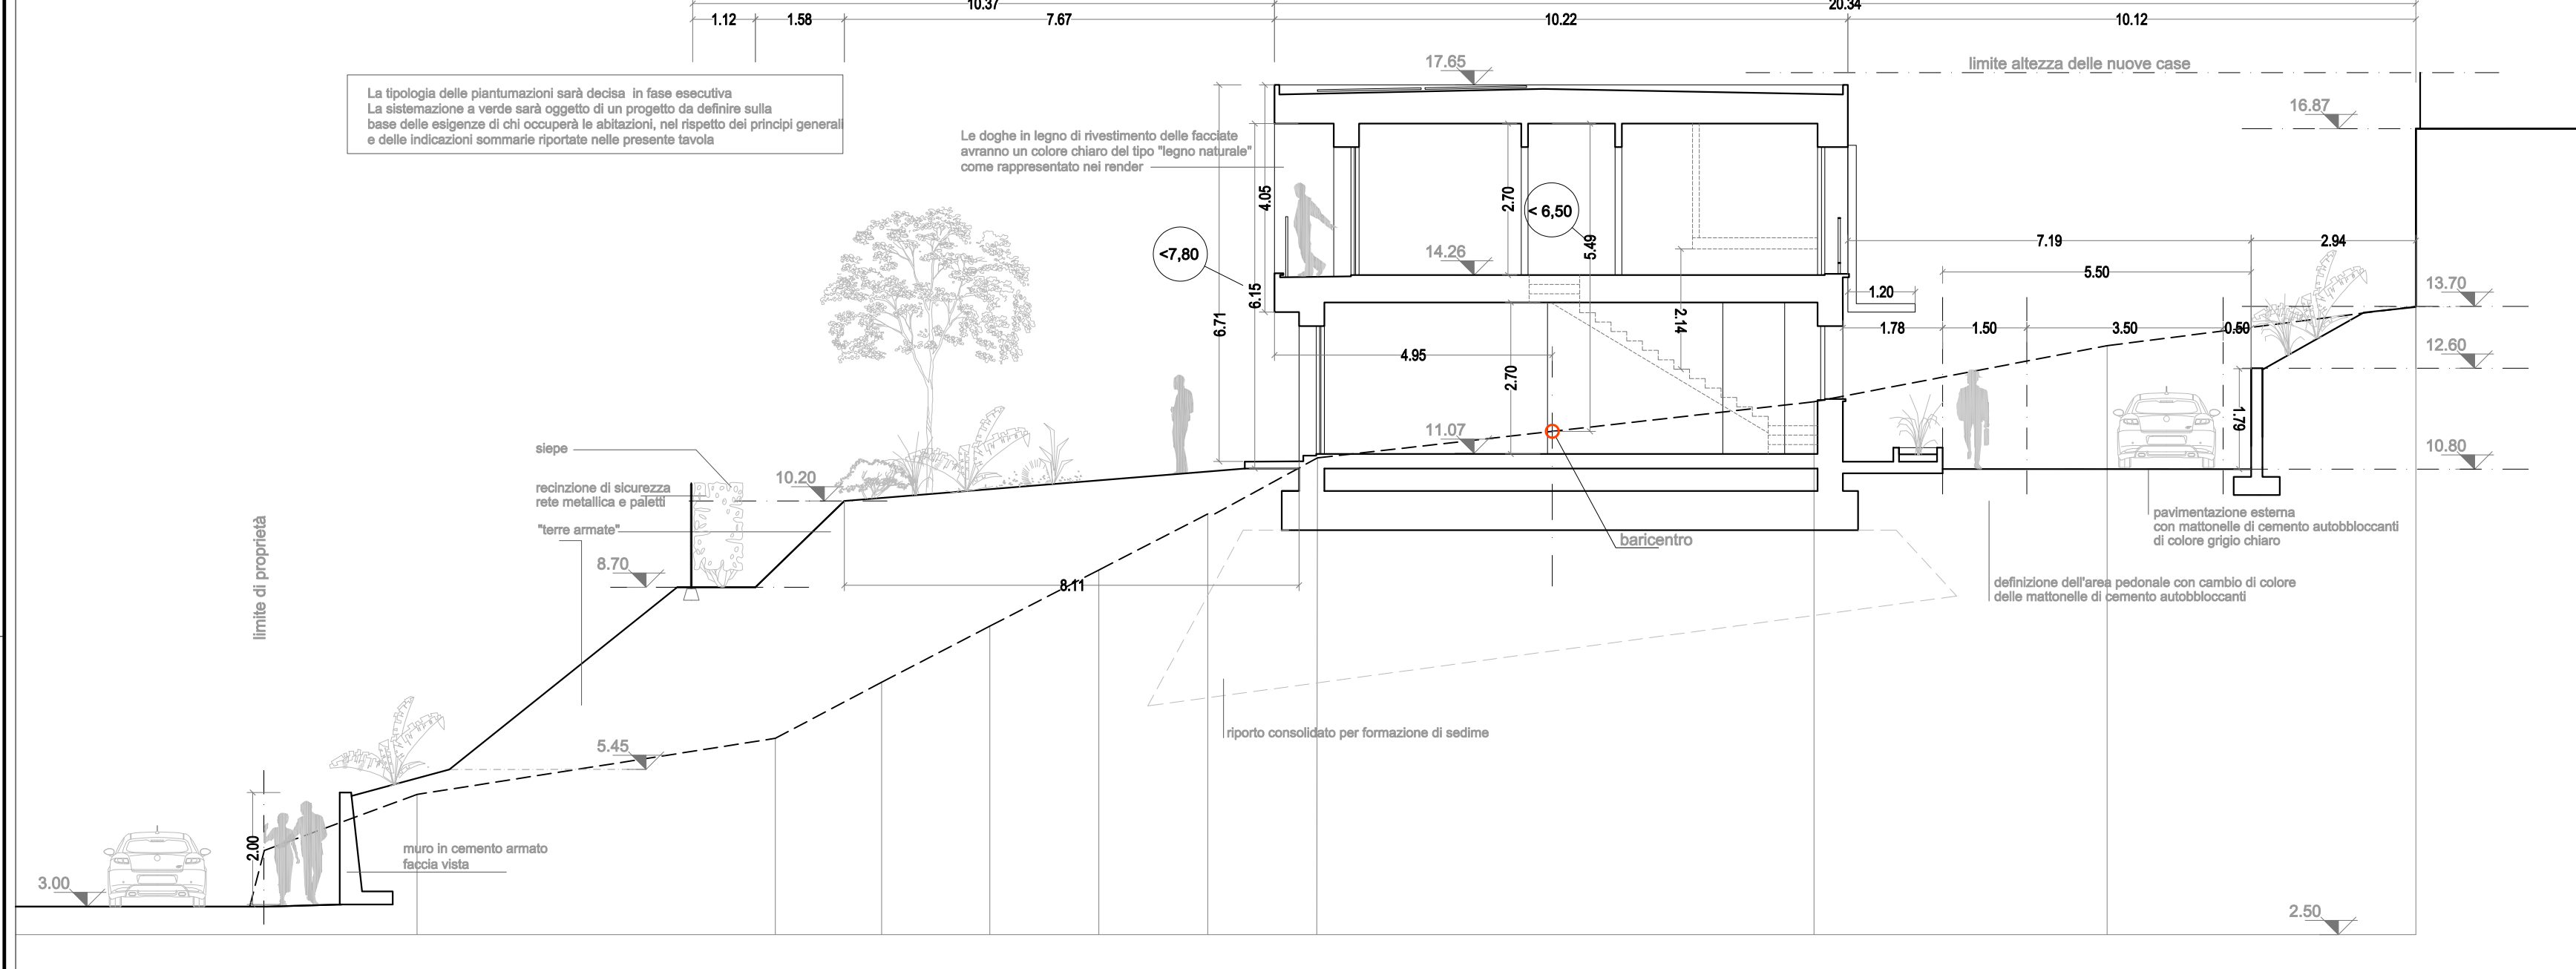 10.37
20.34
1.12
1.58
7.67
10.22
10.12
limite altezza delle nuove case
17.65
16.87
La tipologia delle piantumazioni sarà decisa in fase esecutiva
La sistemazione a verde sarà oggetto di un progetto da definire sulla
base delle esigenze di chi occuperà le abitazioni, nel rispetto dei principi generali
e delle indicazioni sommarie riportate nelle presente tavola
Le doghe in legno di rivestimento delle facciate
avranno un colore chiaro del tipo "legno naturale"
come rappresentato nei render
4.05
2.70
< 6,50
5.49
<7,80
14.26
7.19
2.94
5.50
13.70
6.15
1.20
6.71
2.14
1.78
1.50
3.50
0.50
4.95
12.60
2.70
1.79
11.07
10.80
siepe
10.20
recinzione di sicurezza
rete metallica e paletti
"terre armate"
limite di proprietà
8.70
8.11
baricentro
pavimentazione esterna
con mattonelle di cemento autobbloccanti
di colore grigio chiaro
definizione dell'area pedonale con cambio di colore
delle mattonelle di cemento autobbloccanti
5.45
riporto consolidato per formazione di sedime
2.00
muro in cemento armato
faccia vista
3.00
2.50